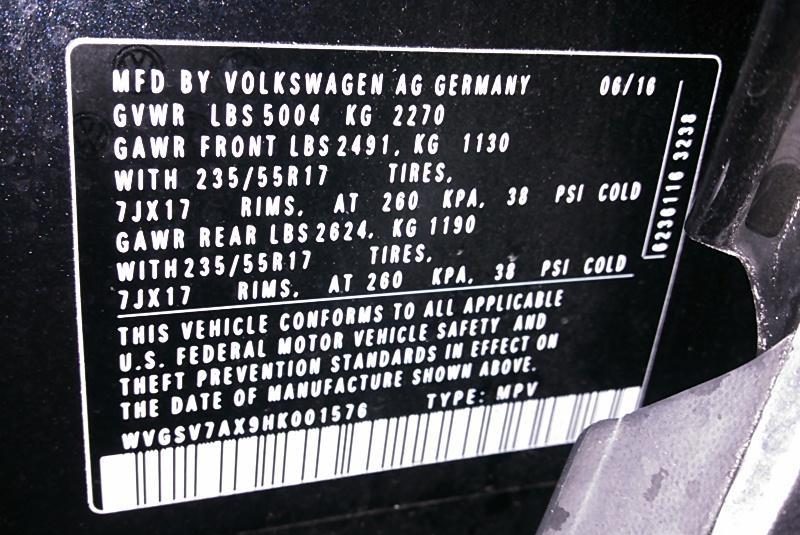 MFD BY VOLKSWAGEN AG GERMANY 06/16
GVWR LBS 5004 KG 2270
GAWR FRONT LBS 2491, KG 1130
WITH 235/55R17 TIRES,
7JX17 RIMS, AT 260 KPA, 38 PSI COLD
GAWR REAR LBS 2624, KG 1190
WITH 235/55R17 TIRES,
7JX17 RIMS, AT 260 KPA, 38 PSI COLD
THIS VEHICLE CONFORMS TO ALL APPLICABLE
U.S. FEDERAL MOTOR VEHICLE SAFETY AND
THEFT PREVENTION STANDARDS IN EFFECT ON
THE DATE OF MANUFACTURE SHOWN ABOVE.
WVGSV7AX9HK001576 TYPE: MPV
6236116 3238